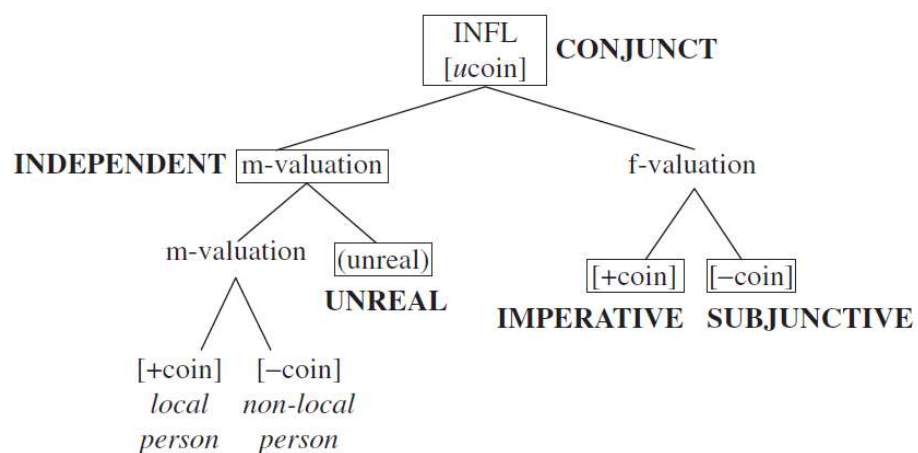 INFL
[ucoin]
CONJUNCT
INDEPENDENT
m-valuation
f-valuation
m-valuation
(unreal)
UNREAL
[+coin]
[−coin]
IMPERATIVE
SUBJUNCTIVE
[+coin]
local
person
[−coin]
non-local
person